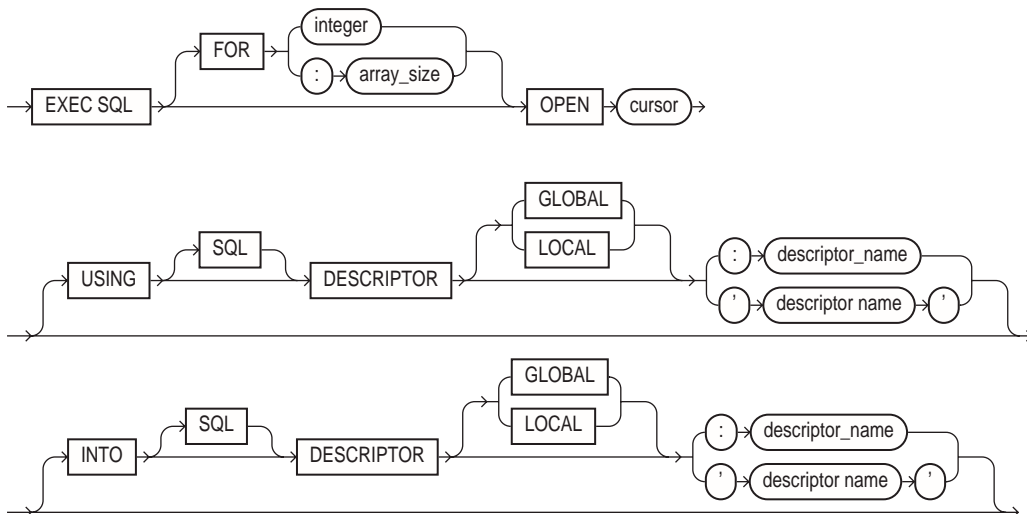 integer
FOR
: array_size
EXEC SQL OPEN cursor
GLOBAL
SQL LOCAL : descriptor_name
USING DESCRIPTOR ’ descriptor name ’
GLOBAL
SQL LOCAL : descriptor_name
INTO DESCRIPTOR ’ descriptor name ’